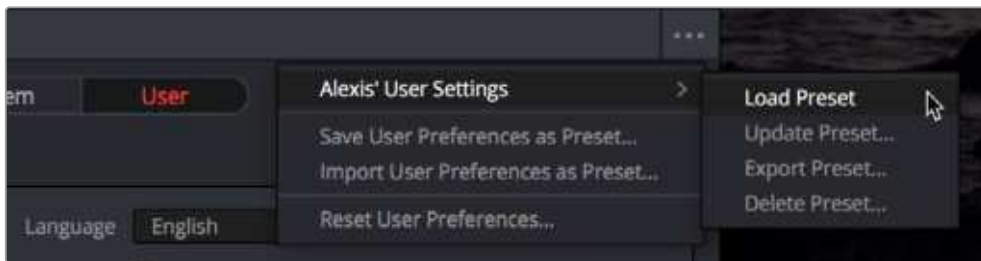 em
User
Alexis' User Settings
Load Preset
Save User Preferences as Preset...
Update Preset...
Import User Preferences as Preset...
Export Preset...
Delete Preset...
Language
English
Reset User Preferences...